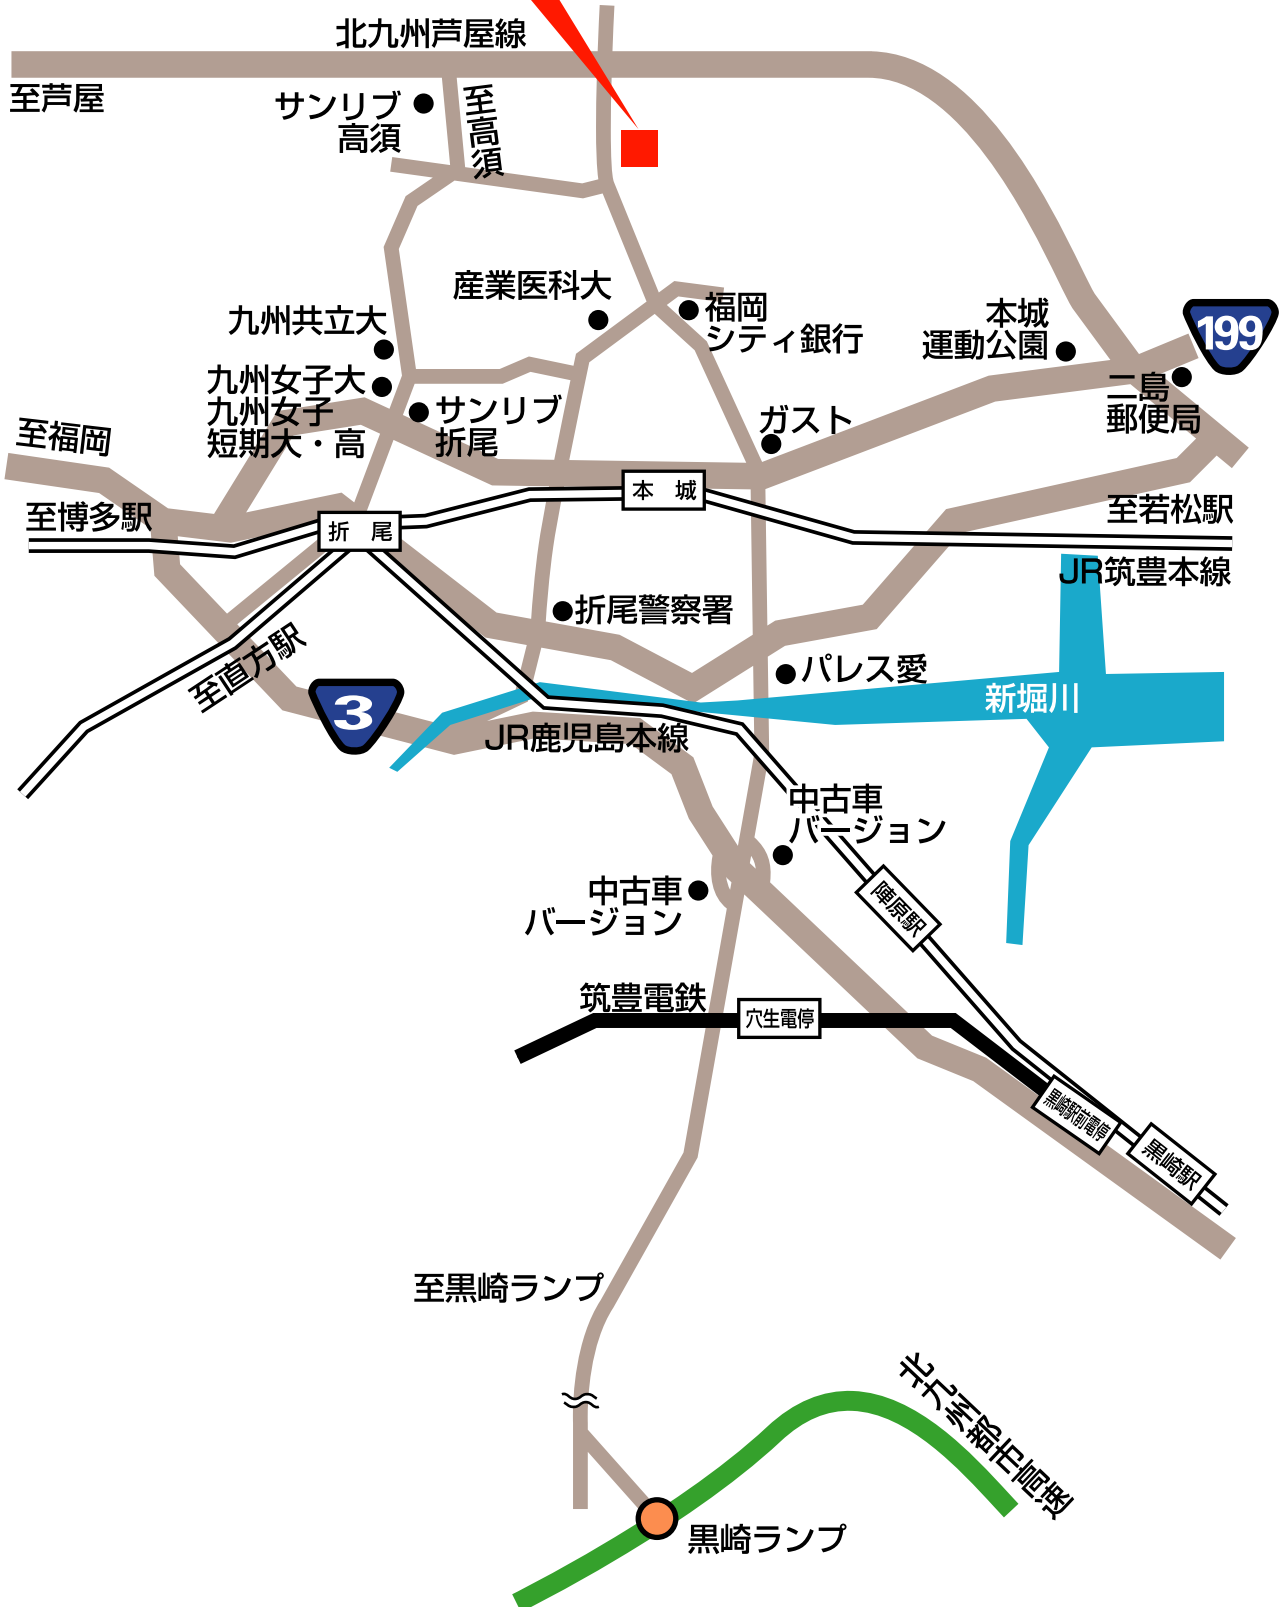 北九州芦屋線
至芦屋
サンリブ
高須
至高須
産業医科大
福岡
シティ銀行
本城
運動公園
199
九州共立大
九州女子大
九州女子
短期大・高
サンリブ
折尾
ガスト
二島
郵便局
至福岡
至博多駅
折　尾
本　城
至若松駅
JR筑豊本線
折尾警察署
至直方駅
パレス愛
新堀川
3
JR鹿児島本線
中古車
バージョン
中古車
バージョン
陣原駅
筑豊電鉄
穴生電停
黒崎駅前電停
黒崎駅
至黒崎ランプ
北九州都市高速
黒崎ランプ